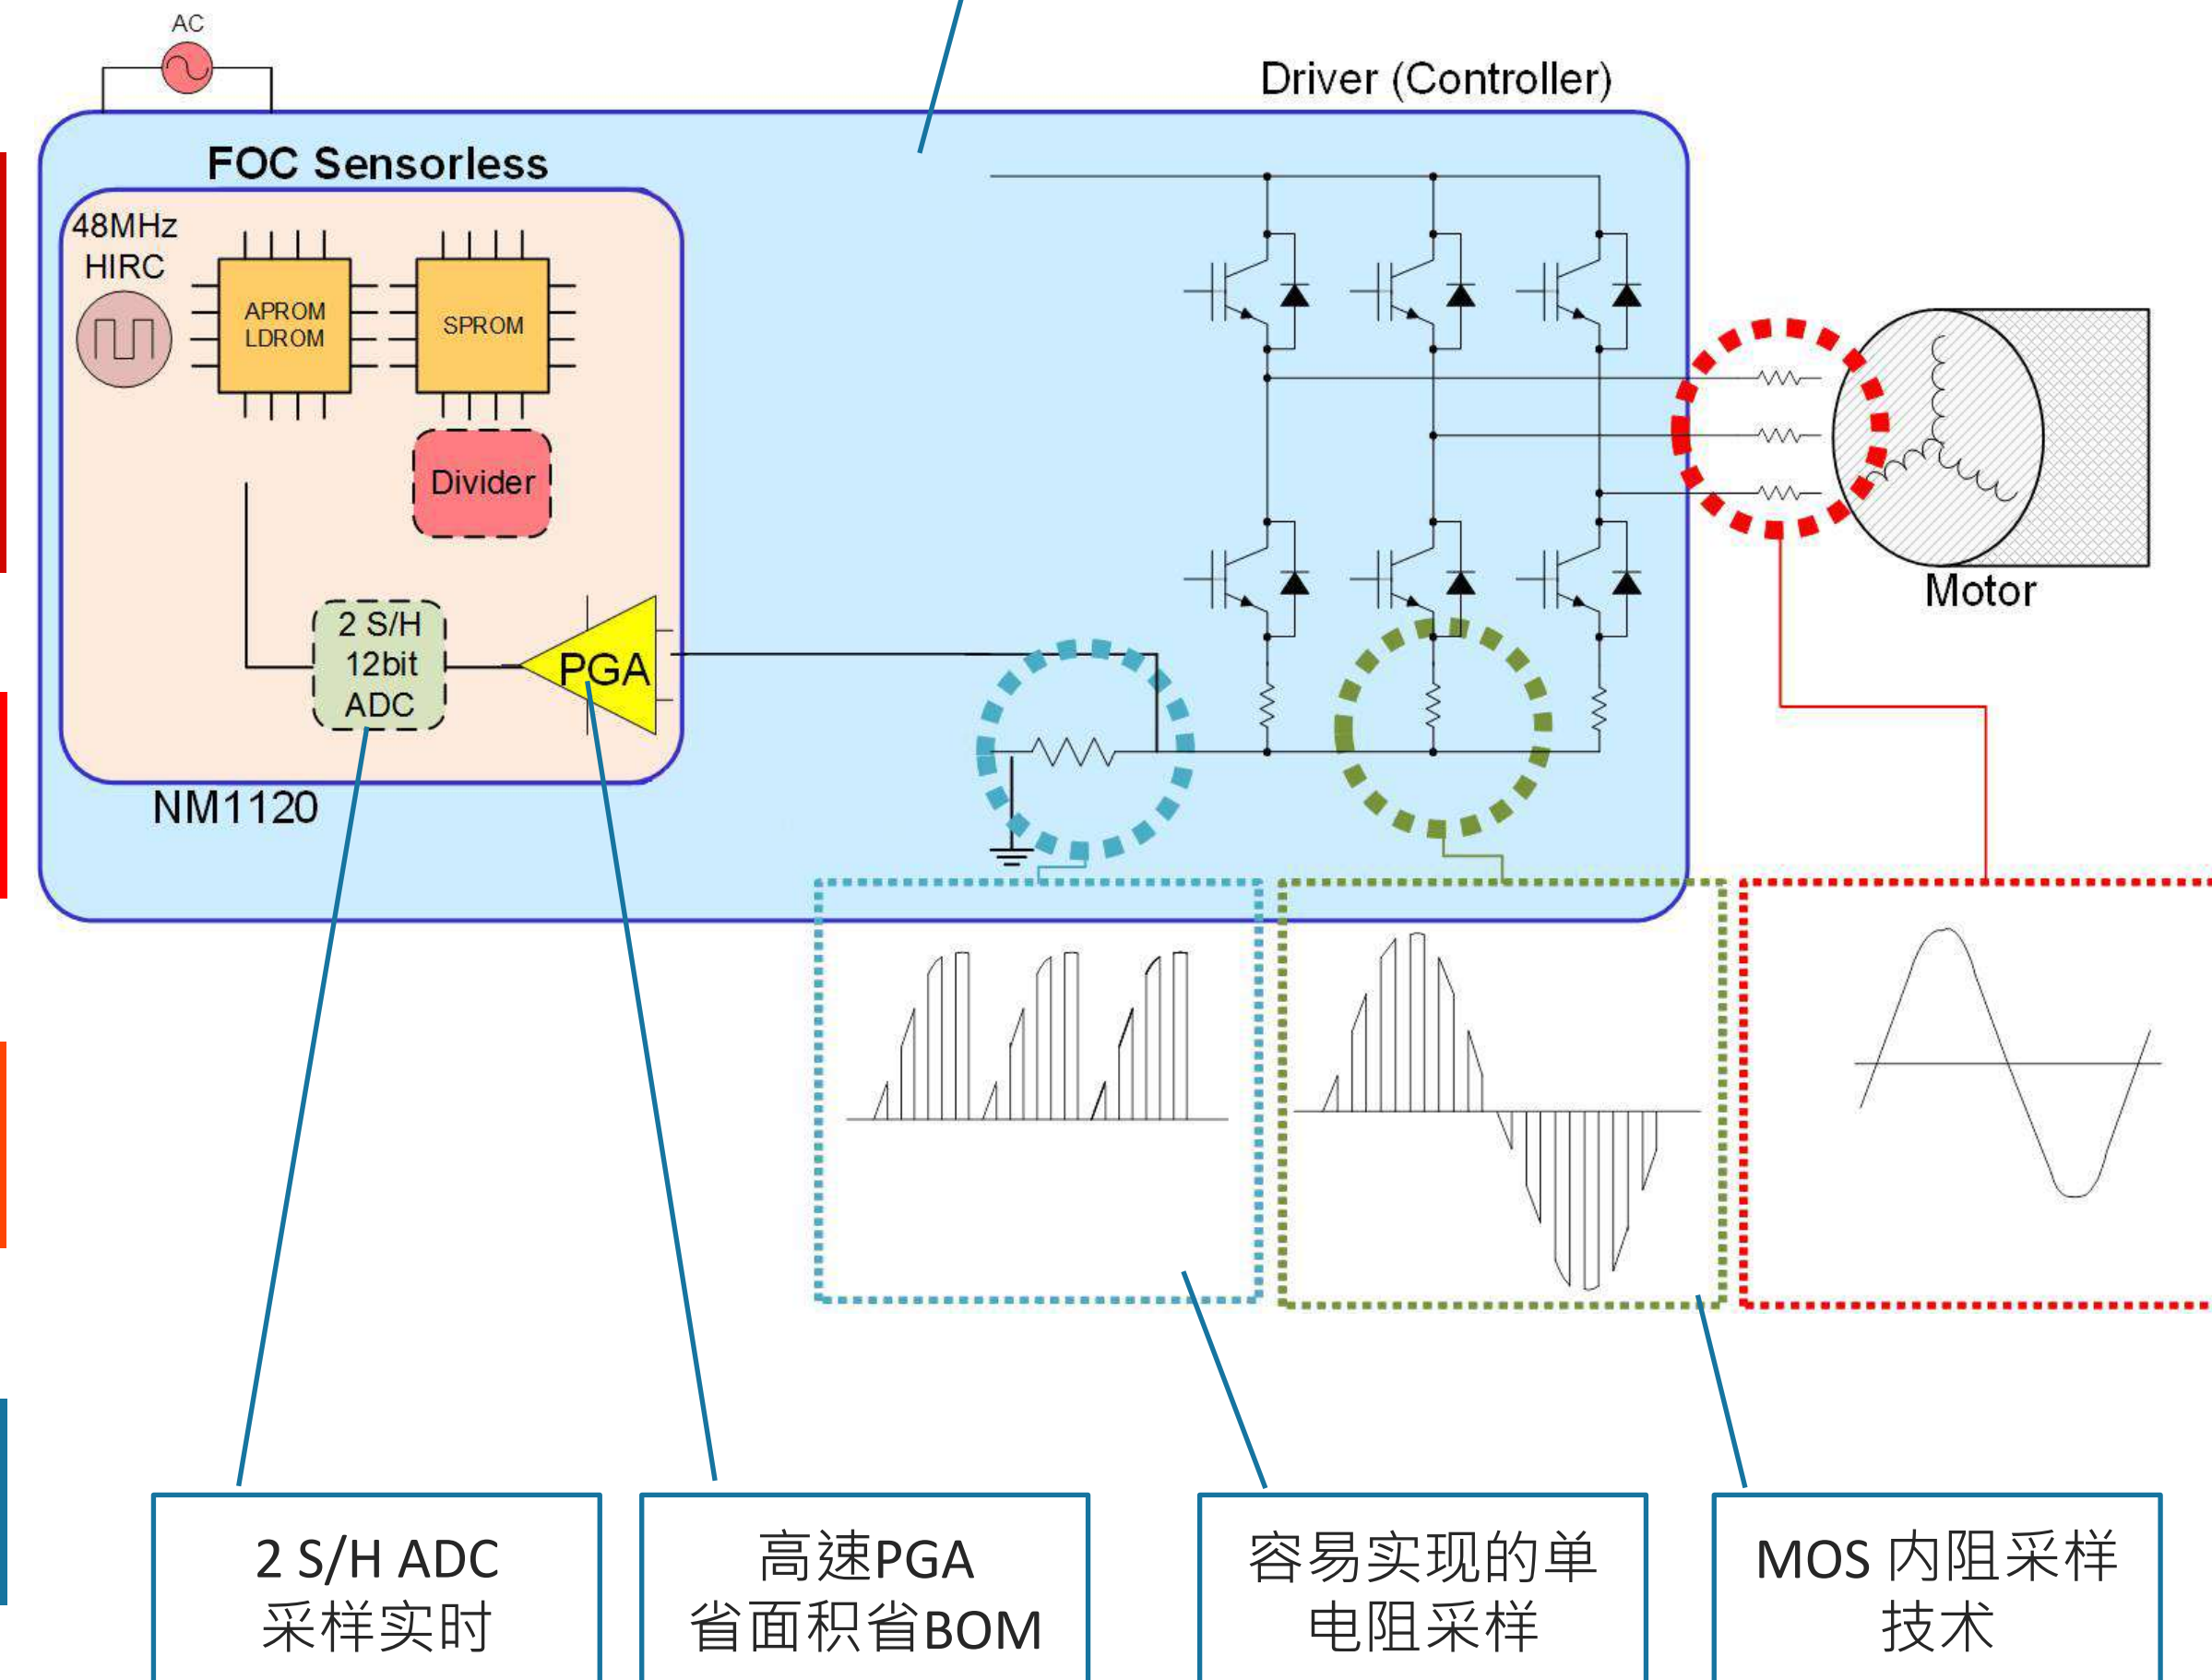 AC
Driver (Controller)
FOC Sensorless
48MHz
HIRC
APROM
LDROM
SPROM
Divider
2 S/H
12bit
ADC
PGA
NM1120
Motor
2 S/H ADC
采样实时
高速PGA
省面积省BOM
容易实现的单
电阻采样
MOS 内阻采样
技术